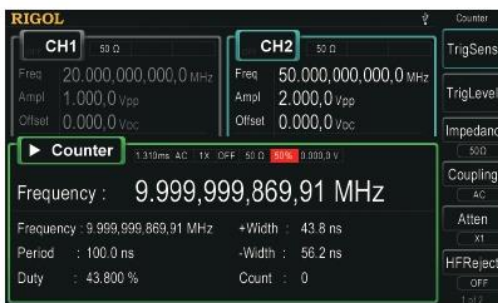 RIGOL
Counter
CH1 50 Ω
Freq 20.000,000,000,0 MHz
Ampl 1.000,0 Vpp
Offset 0.000,0 VDC
CH2 50 Ω
Freq 50.000,000,000,0 MHz
Ampl 2.000,0 Vpp
Offset 0.000,0 VDC
Counter 1.310ms AC 1X OFF 50 Ω 50% 0.000,0 V
Frequency : 9.999,999,869,91 MHz
Frequency : 9.999,999,869,91 MHz +Width : 43.8 ns
Period : 100.0 ns -Width : 56.2 ns
Duty : 43.800 % Count : 0
TrigSens
TrigLevel
Impedanc
50Ω
Coupling
AC
Atten
X1
HFReject
OFF
1 of 2